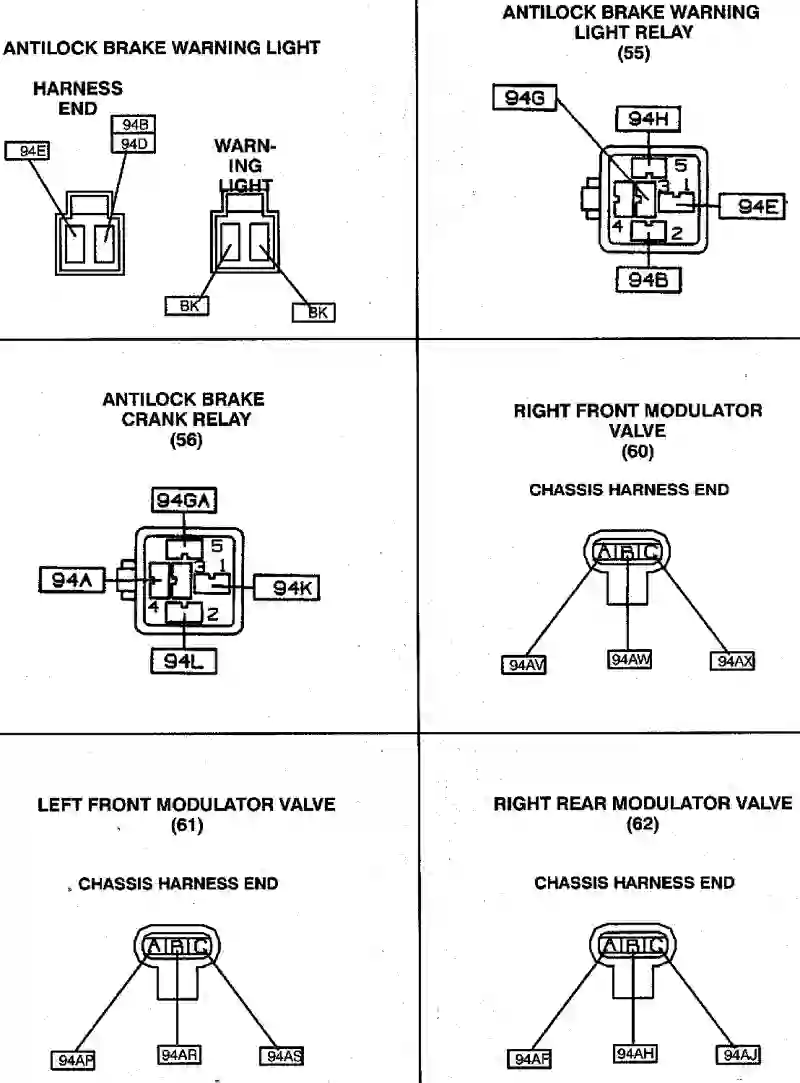 ANTILOCK BRAKE WARNING LIGHT
HARNESS
END
94E
94B
94D
WARN-
ING
LIGHT
BK
BK
ANTILOCK BRAKE WARNING
LIGHT RELAY
(55)
94G
94H
5
3
1
94E
4
2
94B
ANTILOCK BRAKE
CRANK RELAY
(56)
94GA
5
3
1
94A
94K
4
2
94L
RIGHT FRONT MODULATOR
VALVE
(60)
CHASSIS HARNESS END
A B C
94AV
94AW
94AX
LEFT FRONT MODULATOR VALVE
(61)
CHASSIS HARNESS END
A B C
94AP
94AR
94AS
RIGHT REAR MODULATOR VALVE
(62)
CHASSIS HARNESS END
A B C
94AF
94AH
94AJ